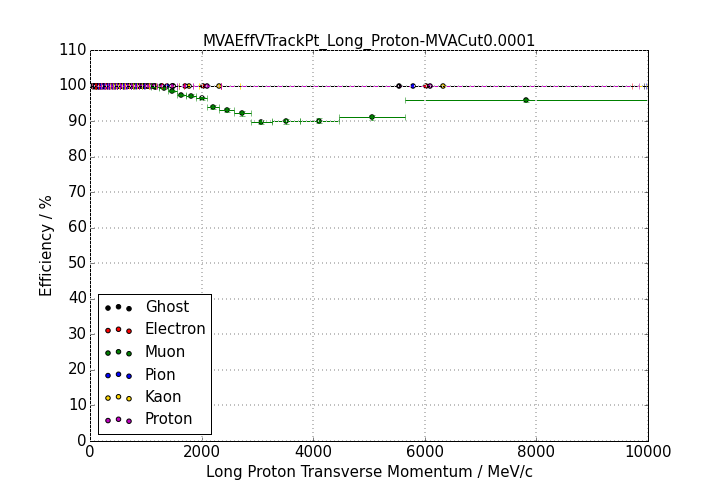 MVAEffVTrackPt_Long_Proton-MVACut0.0001
110
100
90
80
70
60
50
40
30
20
10
0
Efficiency / %
Ghost
Electron
Muon
Pion
Kaon
Proton
0 2000 4000 6000 8000 10000
Long Proton Transverse Momentum / MeV/c